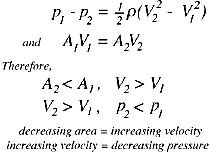 p₁ - p₂ = ½ρ(V₂² - V₁²)
and A₁V₁ = A₂V₂
Therefore,
A₂ < A₁, V₂ > V₁
V₂ > V₁, p₂ < p₁
decreasing area = increasing velocity
increasing velocity = decreasing pressure